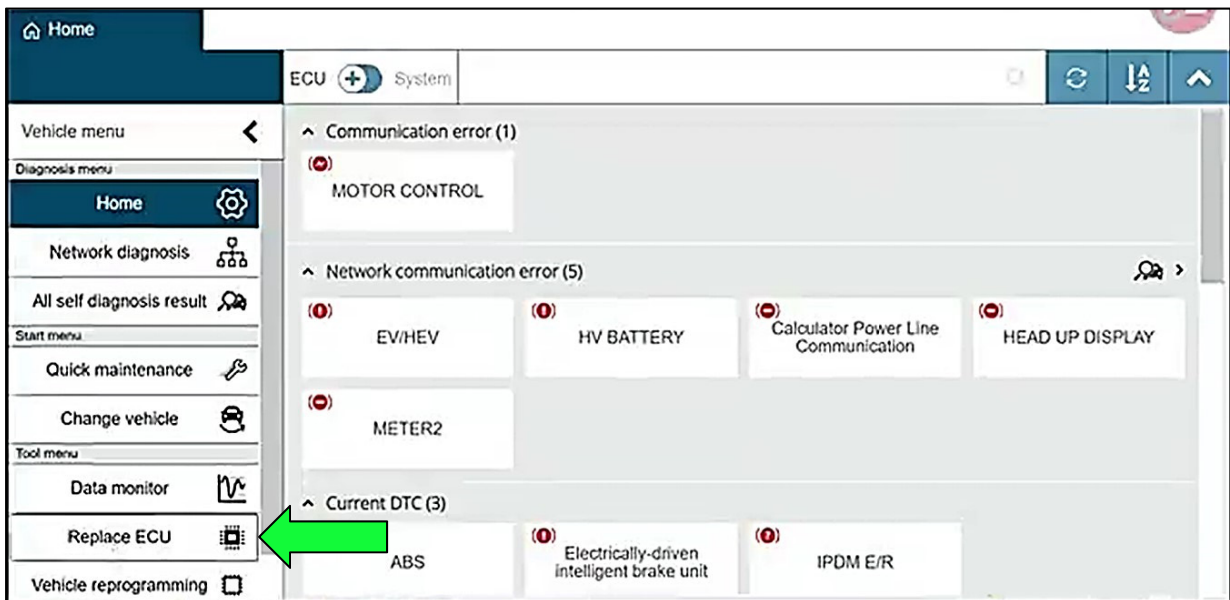 Home
ECU System
Vehicle menu
Diagnosis menu
Home
Network diagnosis
All self diagnosis result
Start menu
Quick maintenance
Change vehicle
Tool menu
Data monitor
Replace ECU
Vehicle reprogramming
Communication error (1)
MOTOR CONTROL
Network communication error (5)
EV/HEV
HV BATTERY
Calculator Power Line
Communication
HEAD UP DISPLAY
METER2
Current DTC (3)
ABS
Electrically-driven
intelligent brake unit
IPDM E/R